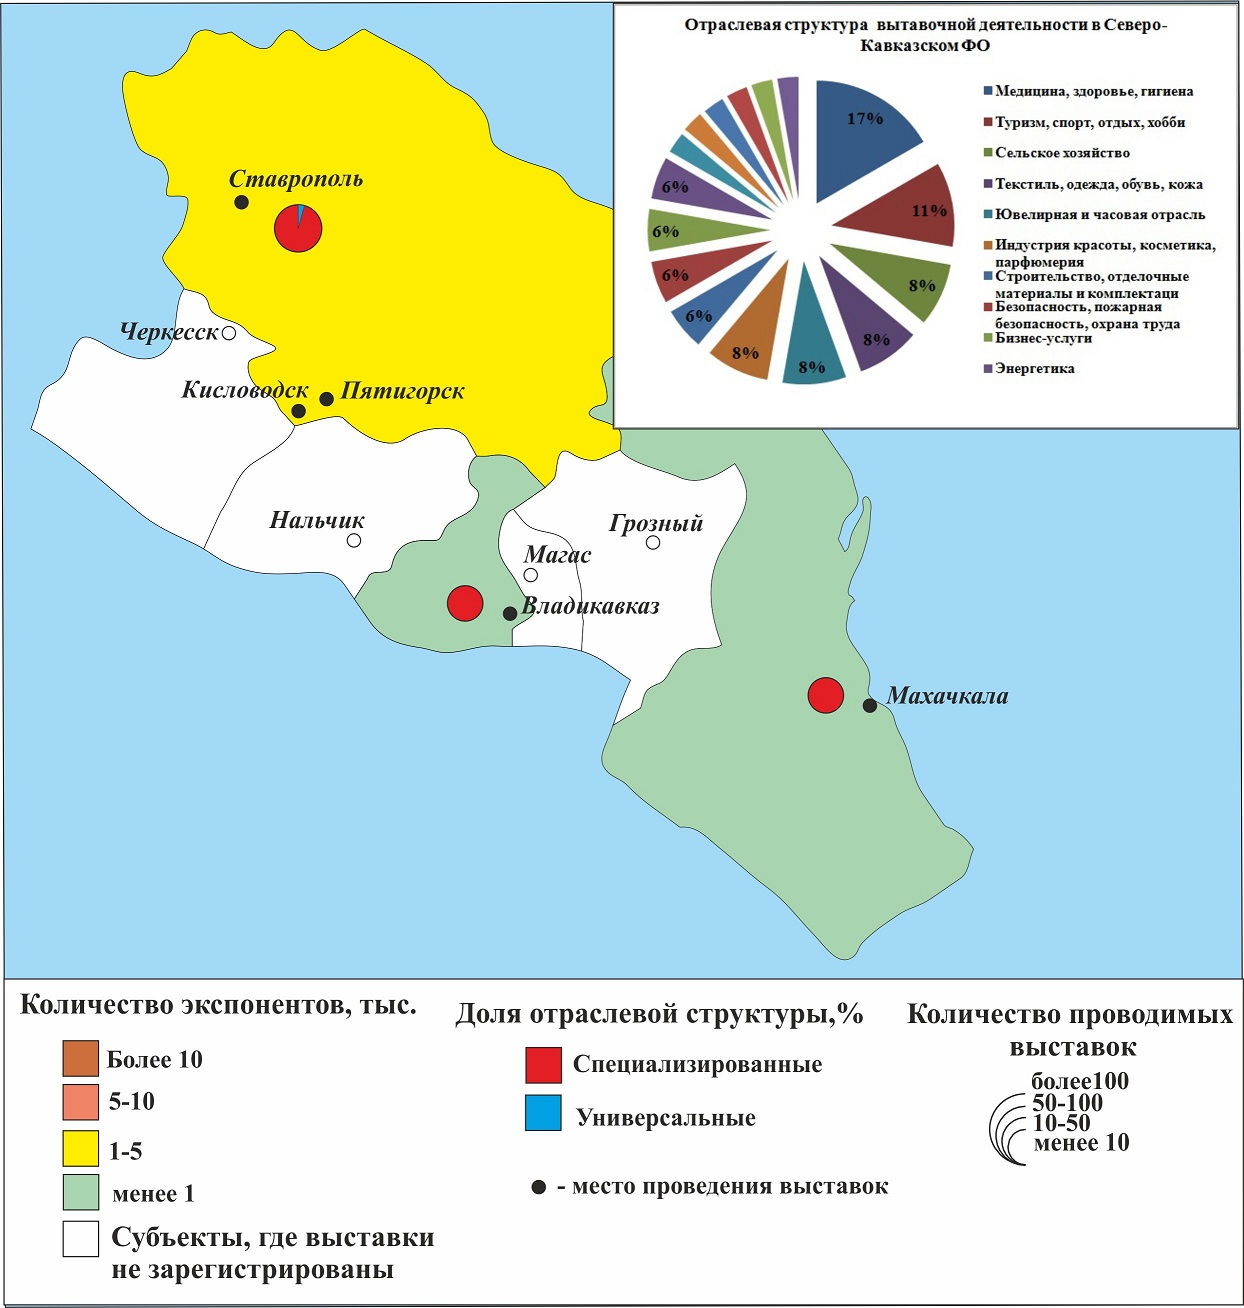 Отраслевая структура вытавочной деятельности в Северо-
Кавказском ФО
17%
11%
8%
8%
8%
8%
6%
6%
6%
6%
Медицина, здоровье, гигиена
Туризм, спорт, отдых, хобби
Сельское хозяйство
Текстиль, одежда, обувь, кожа
Ювелирная и часовая отрасль
Индустрия красоты, косметика,
парфюмерия
Строительство, отделочные
материалы и комплектаци
Безопасность, пожарная
безопасность, охрана труда
Бизнес-услуги
Энергетика
Ставрополь
Черкесск
Кисловодск
Пятигорск
Нальчик
Грозный
Магас
Владикавказ
Махачкала
Количество экспонентов, тыс.
Более 10
5-10
1-5
менее 1
Субъекты, где выставки
не зарегистрированы
Доля отраслевой структуры,%
Специализированные
Универсальные
- место проведения выставок
Количество проводимых
выставок
более100
50-100
10-50
менее 10